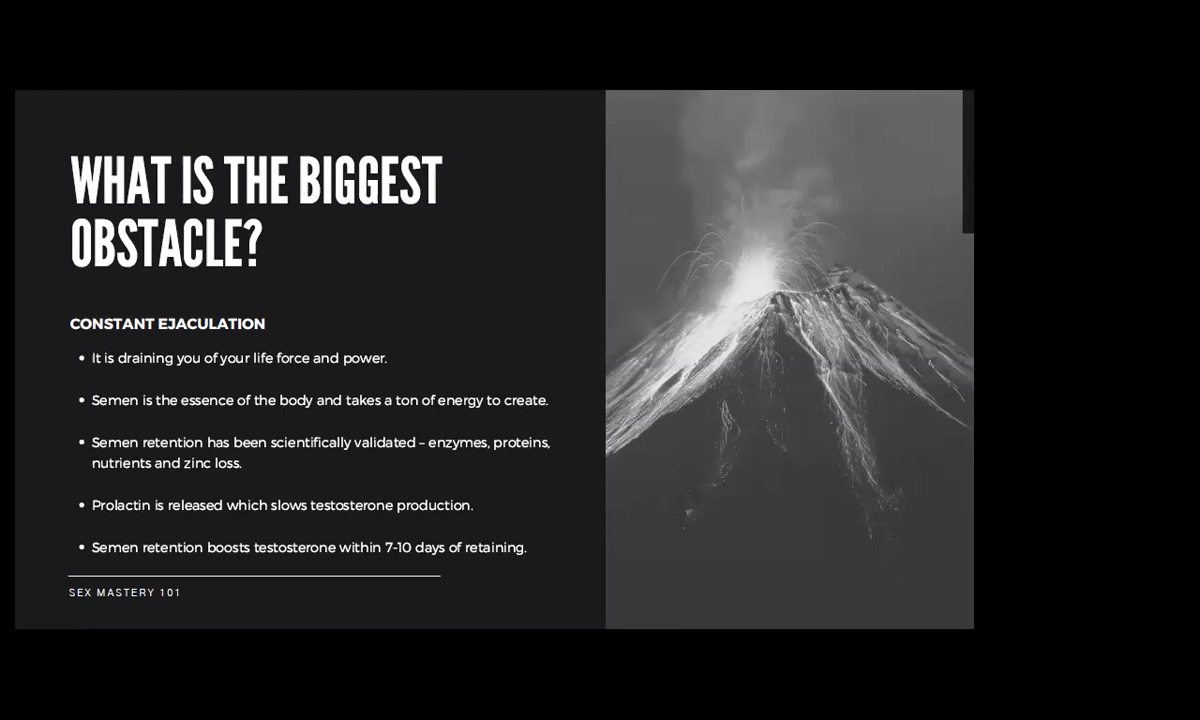 WHAT IS THE BIGGEST
OBSTACLE?
CONSTANT EJACULATION
• It is draining you of your life force and power.
• Semen is the essence of the body and takes a ton of energy to create.
• Semen retention has been scientifically validated – enzymes, proteins,
nutrients and zinc loss.
• Prolactin is released which slows testosterone production.
• Semen retention boosts testosterone within 7-10 days of retaining.
SEX MASTERY 101